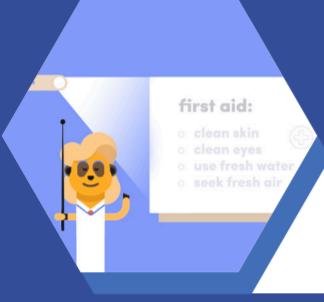 first aid:
clean skin
clean eyes
use fresh water
seek fresh air